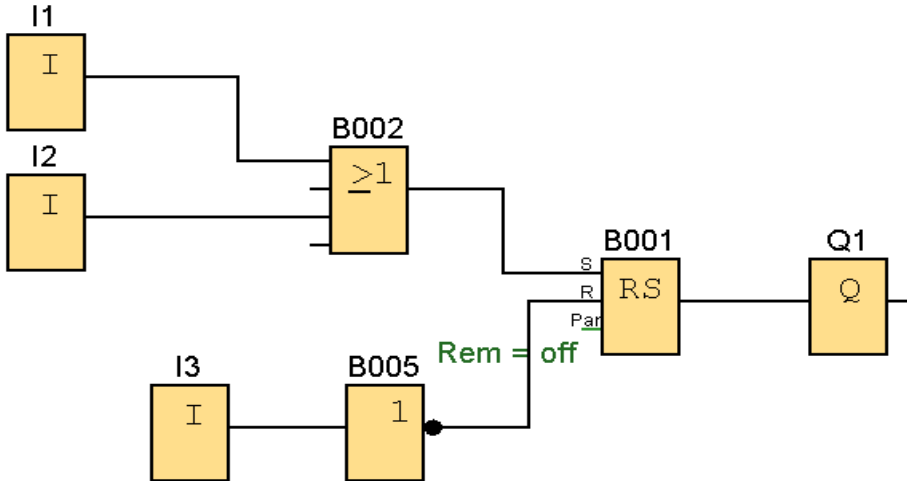 I1
I
I2
I
B002
≥1
B001
S
R
Par
RS
Q1
Q
Rem = off
I3
I
B005
1